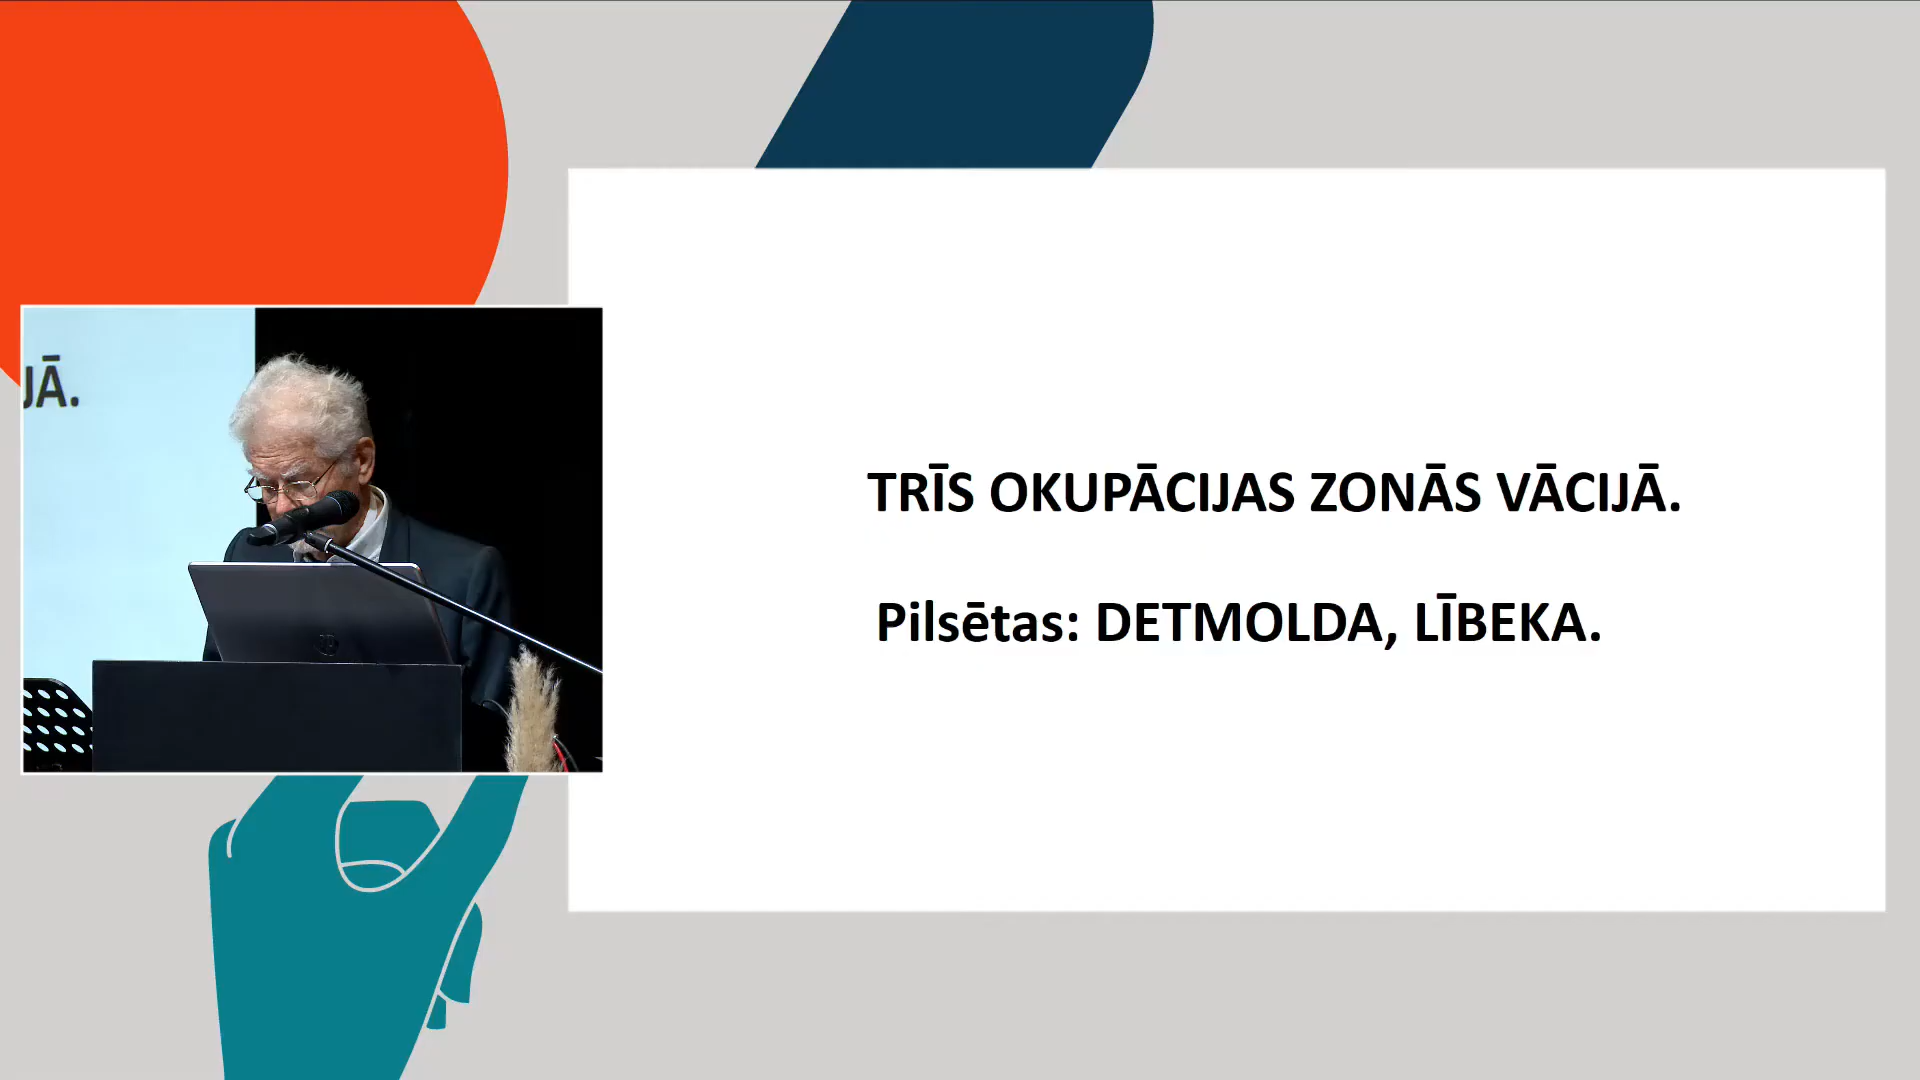 TRĪS OKUPĀCIJAS ZONĀS VĀCIJĀ.
Pilsētas: DETMOLDA, LĪBEKA.
JĀ.